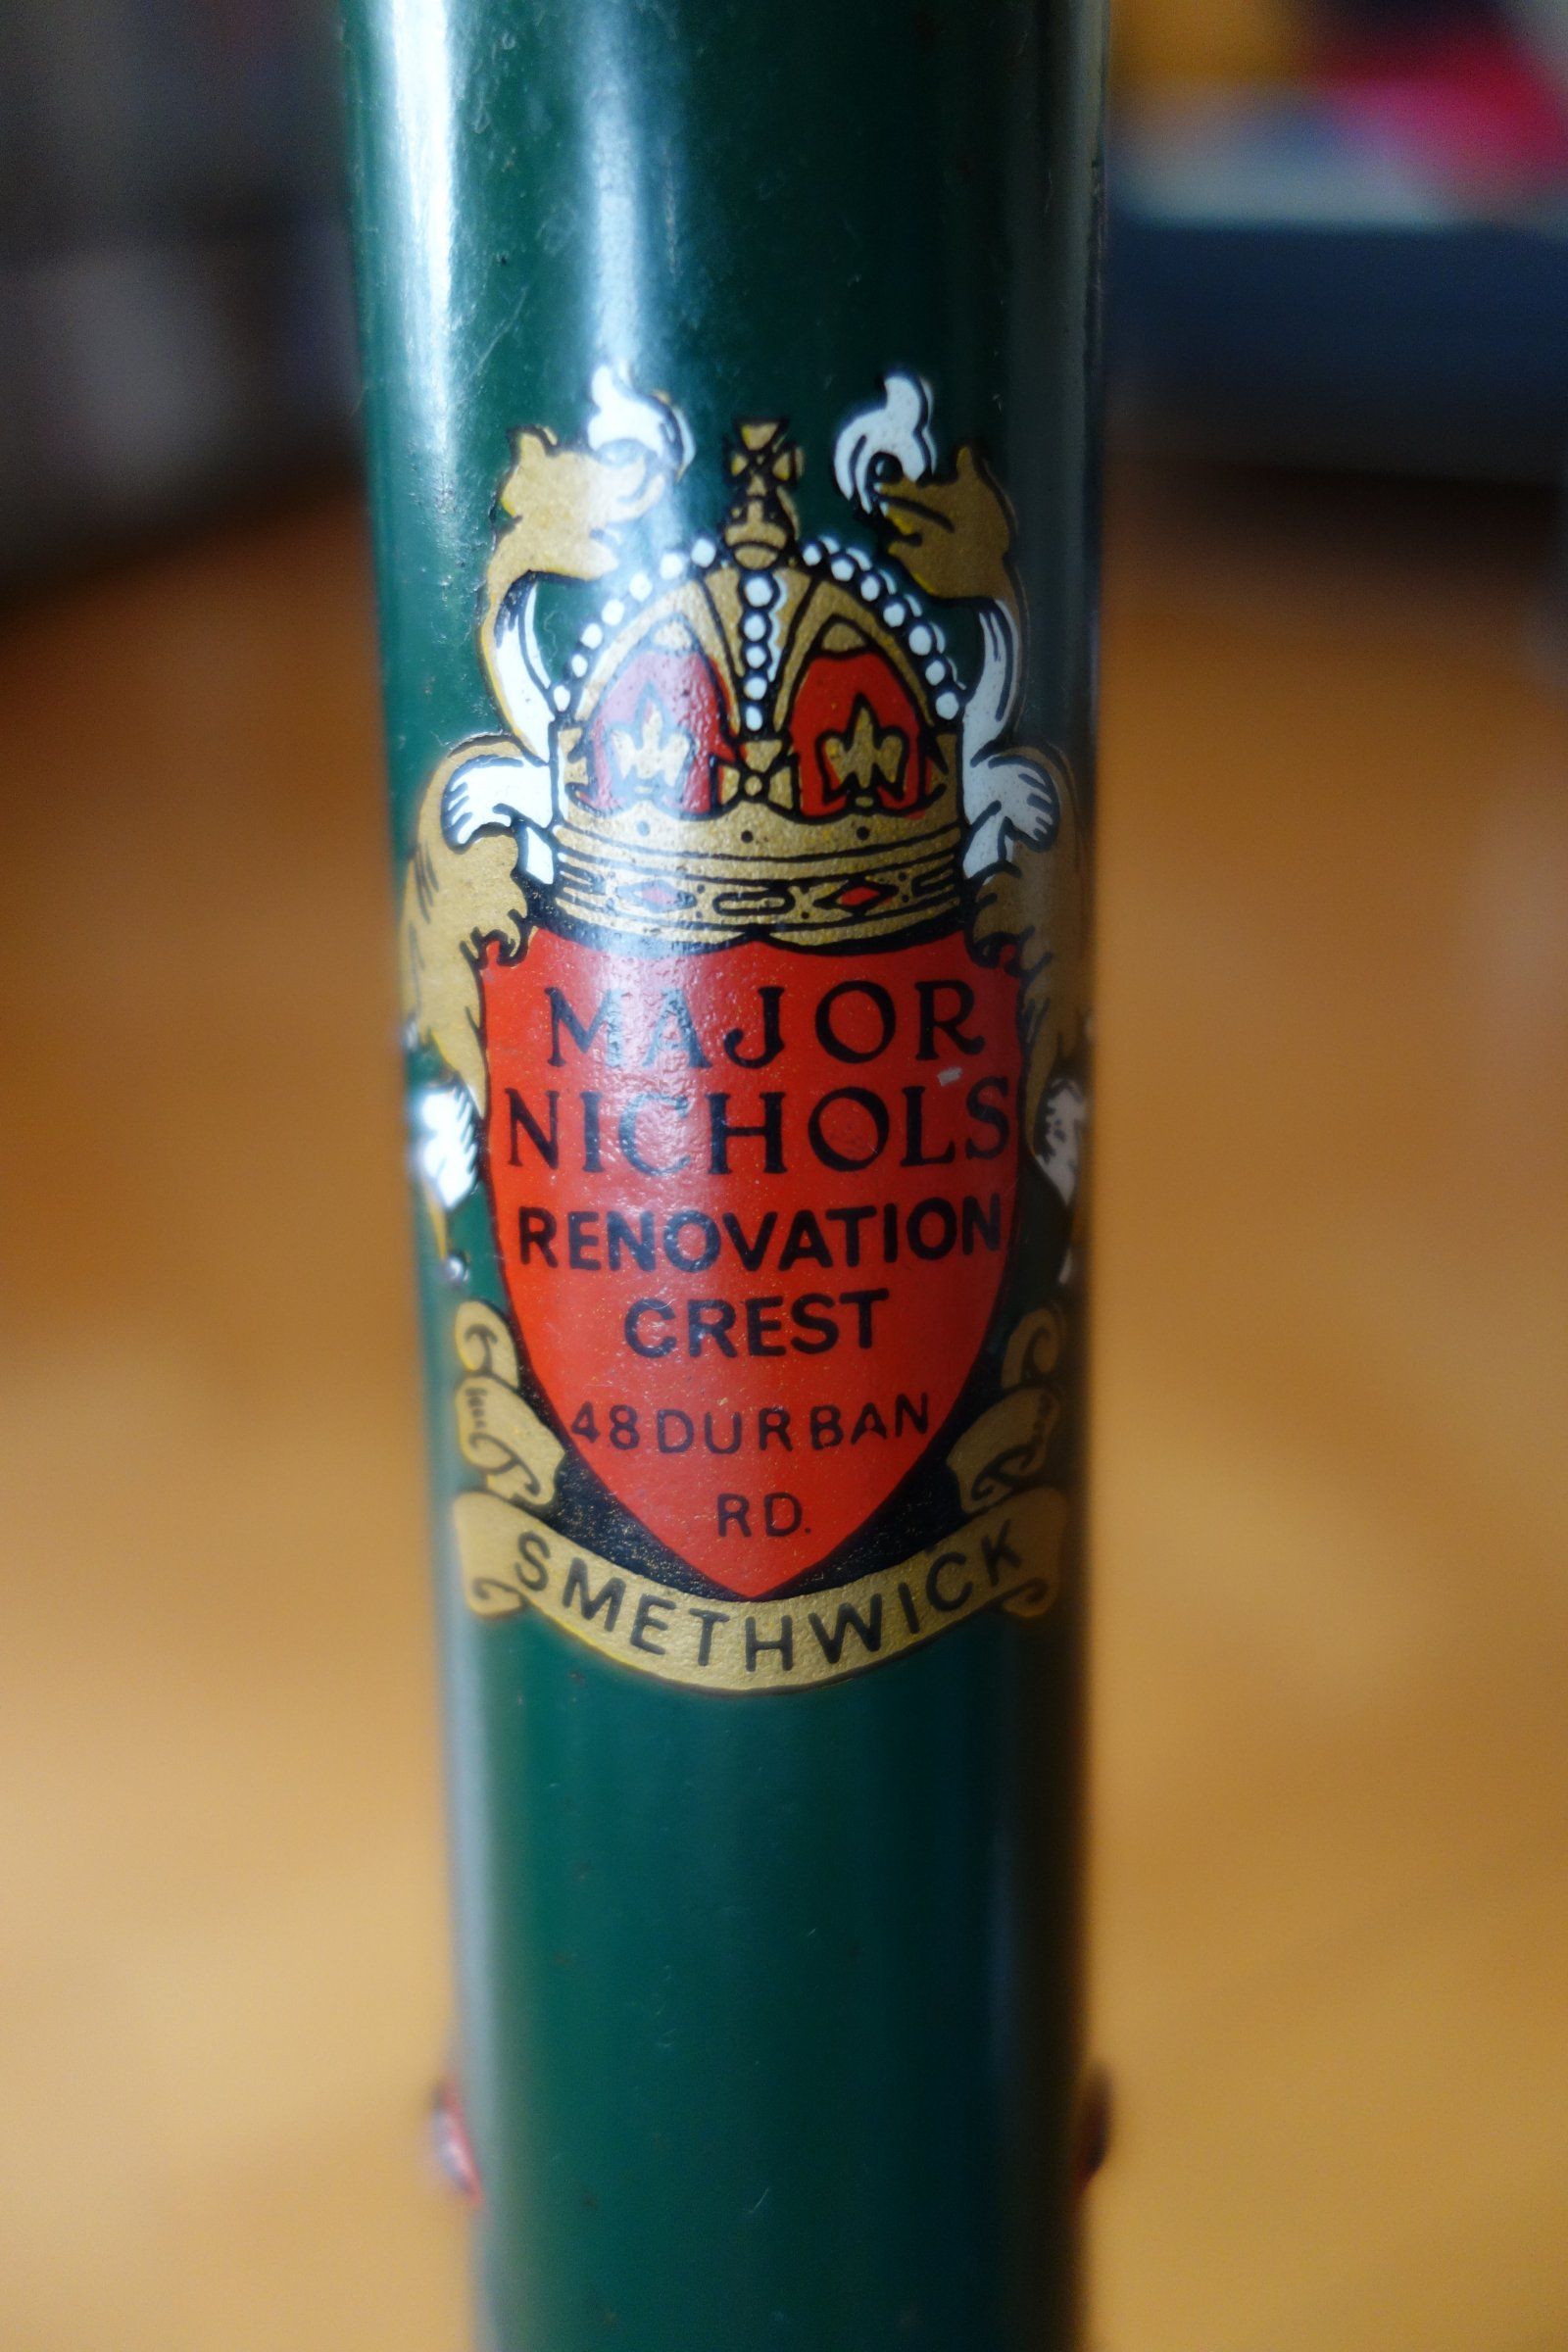 MAJOR
NICHOLS
RENOVATION
CREST
48 DURBAN
RD.
SMETHWICK